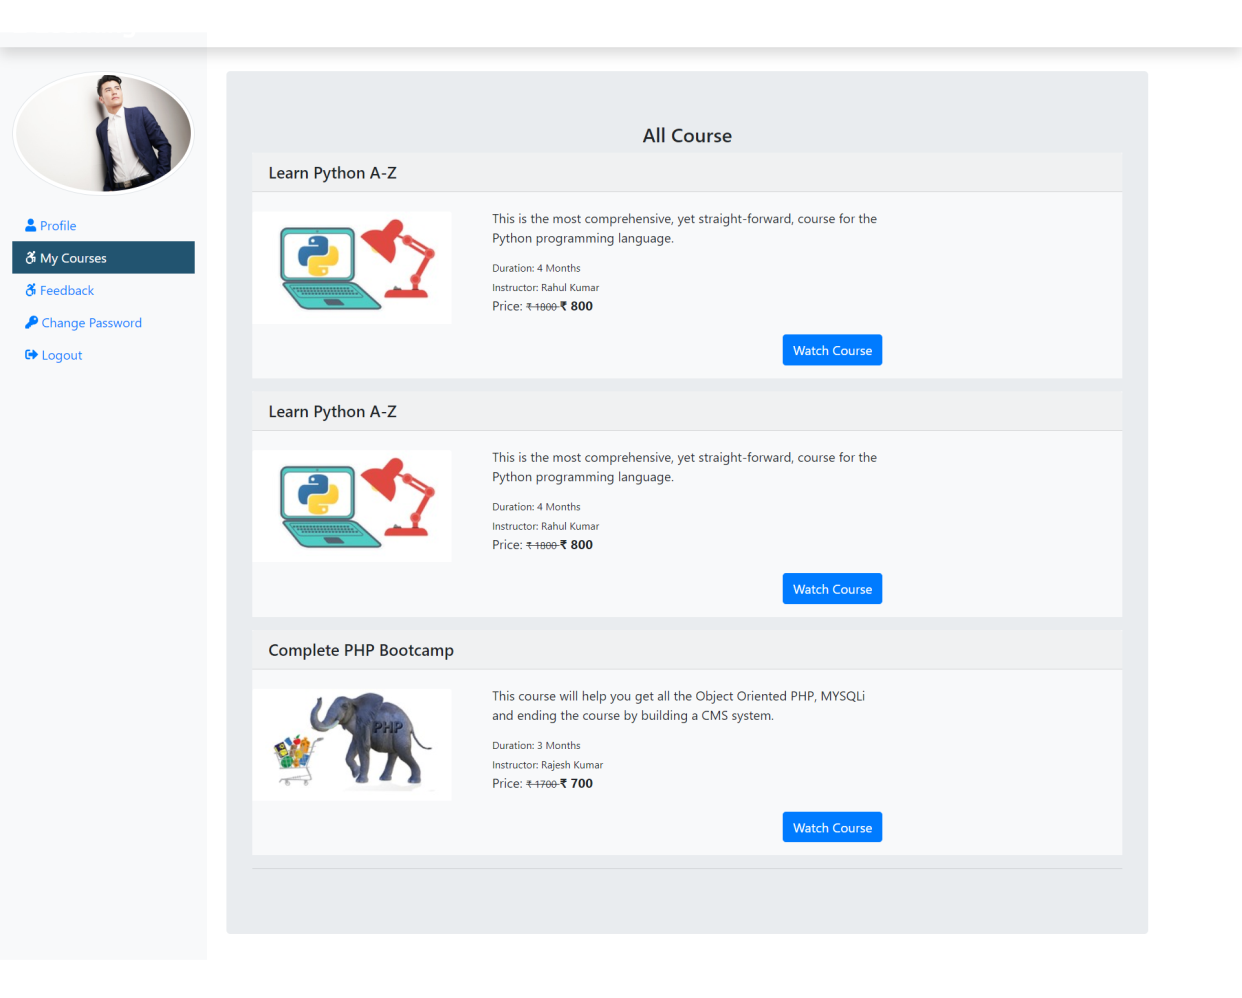 Profile
My Courses
Feedback
Change Password
Logout
All Course
Learn Python A-Z
This is the most comprehensive, yet straight-forward, course for the
Python programming language.
Duration: 4 Months
Instructor: Rahul Kumar
Price: ₹ 1800 ₹ 800
Watch Course
Learn Python A-Z
This is the most comprehensive, yet straight-forward, course for the
Python programming language.
Duration: 4 Months
Instructor: Rahul Kumar
Price: ₹ 1800 ₹ 800
Watch Course
Complete PHP Bootcamp
PHP
This course will help you get all the Object Oriented PHP, MYSQLi
and ending the course by building a CMS system.
Duration: 3 Months
Instructor: Rajesh Kumar
Price: ₹ 1700 ₹ 700
Watch Course